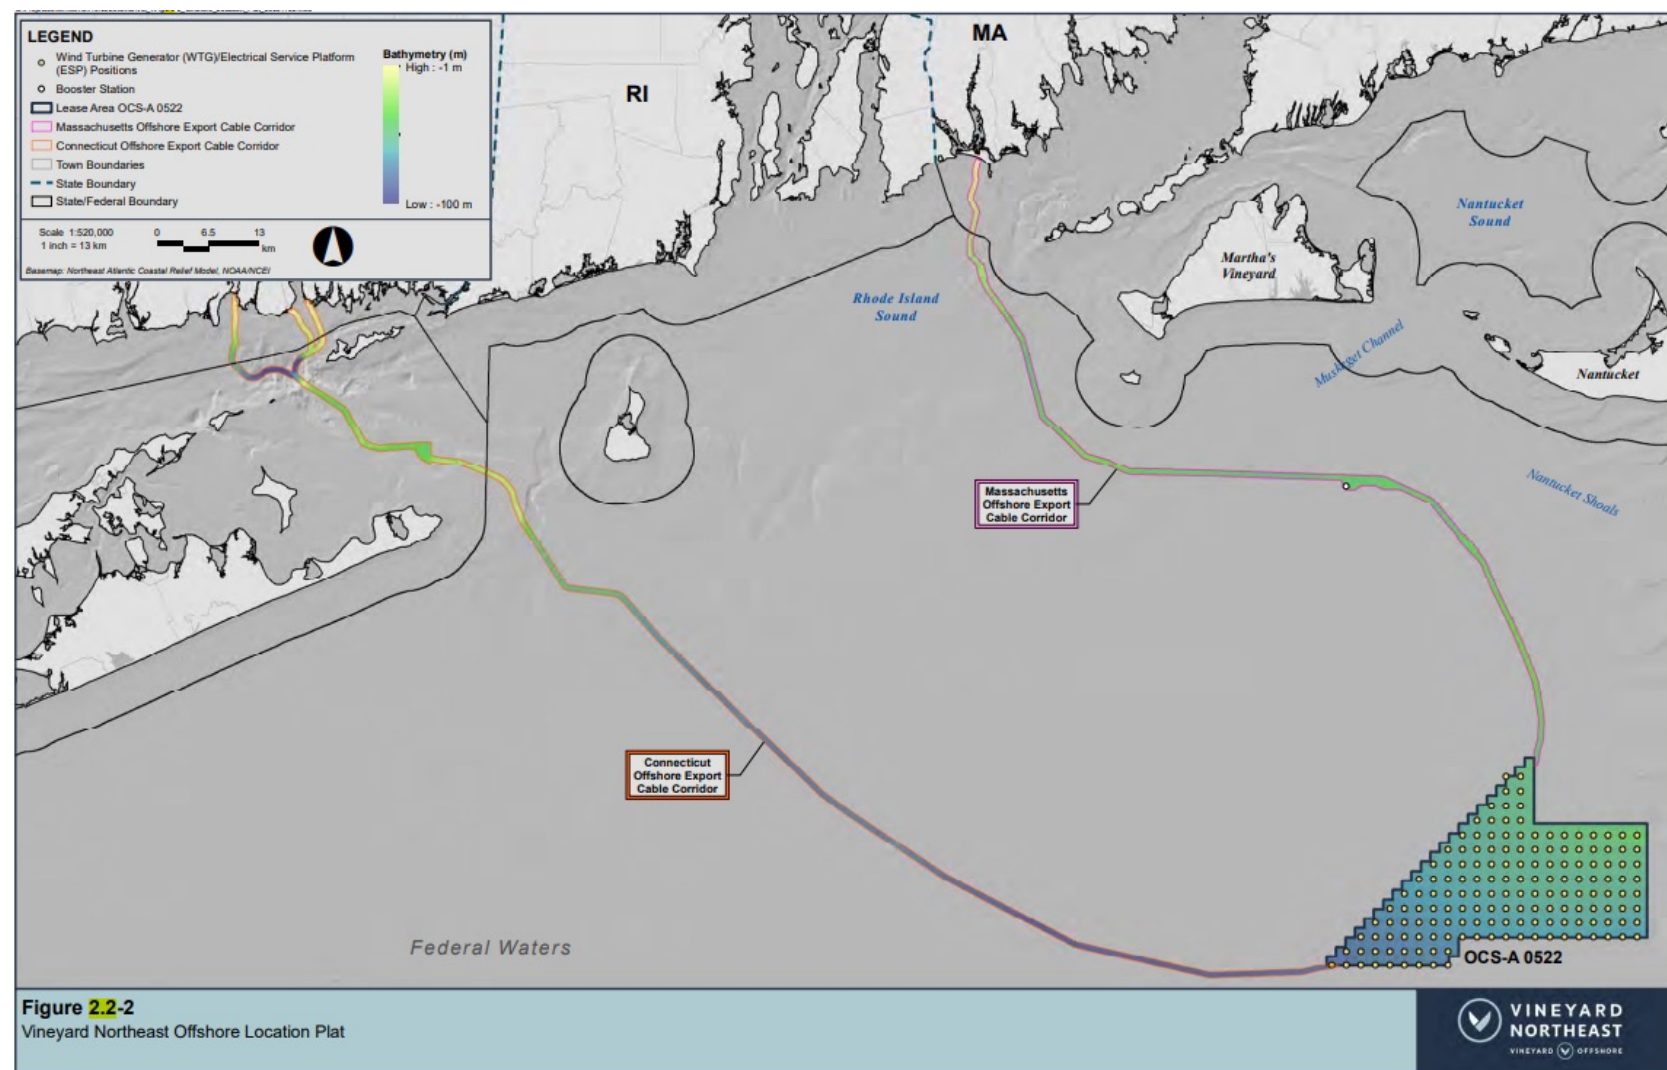 LEGEND
Wind Turbine Generator (WTG)/Electrical Service Platform
(ESP) Positions
Booster Station
Lease Area OCS-A 0522
Massachusetts Offshore Export Cable Corridor
Connecticut Offshore Export Cable Corridor
Town Boundaries
State Boundary
State/Federal Boundary
Bathymetry (m)
High : -1 m
Low : -100 m
Scale 1:520,000
1 inch = 13 km
0 6.5 13
km
Basemap: Northeast Atlantic Coastal Relief Model, NOAA/NCEI
RI
MA
Nantucket
Sound
Martha's
Vineyard
Rhode Island
Sound
Muskeget Channel
Nantucket
Nantucket Shoals
Massachusetts
Offshore Export
Cable Corridor
Connecticut
Offshore Export
Cable Corridor
Federal Waters
OCS-A 0522
Figure 2.2-2
Vineyard Northeast Offshore Location Plat
VINEYARD
NORTHEAST
VINEYARD OFFSHORE